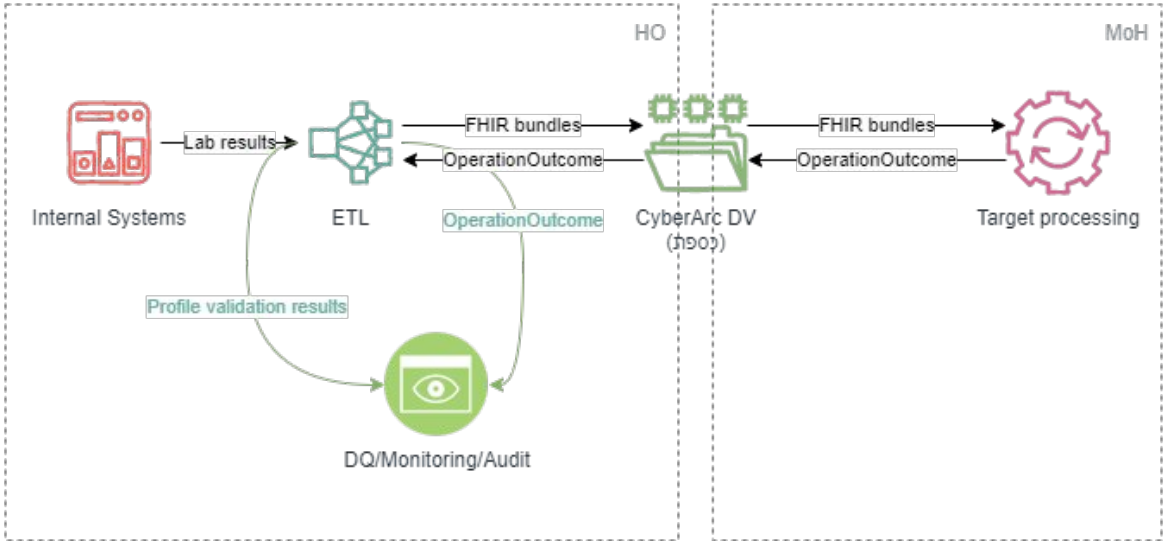 HO
MoH
Lab results
FHIR bundles
OperationOutcome
FHIR bundles
OperationOutcome
Internal Systems
ETL
OperationOutcome
CyberArc DV
(כספת)
Target processing
Profile validation results
DQ/Monitoring/Audit